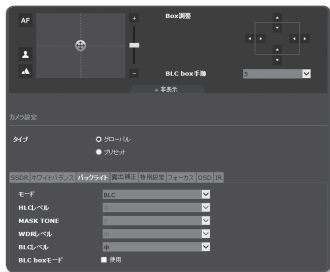 AF
+
-
Box調整
BLC box手順
5
非表示
カメラ設定
タイプ
グローバル
プリセット
SSDR ホワイトバランス バックライト 露出補正 特別設定 フォーカス OSD IR
モード
BLC
HLCレベル
MASK TONE
WDRレベル
BLCレベル
中
BLC boxモード
使用